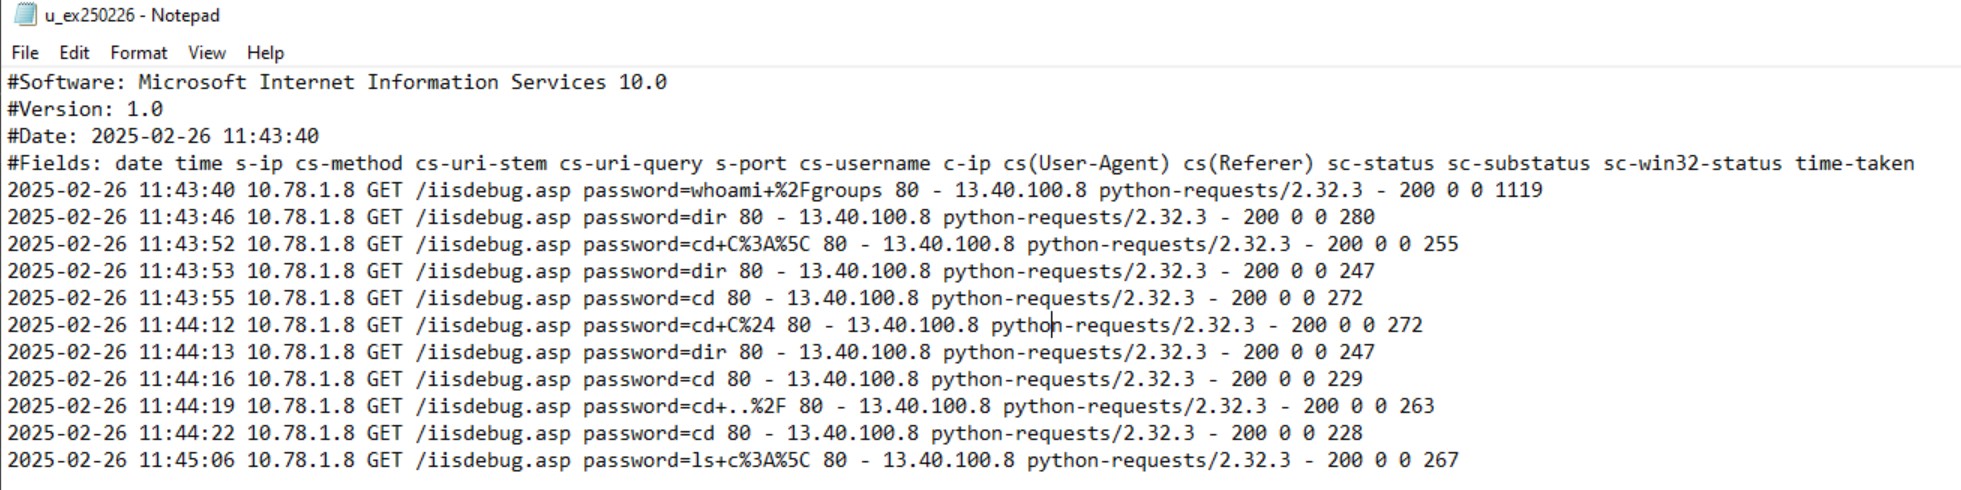 u_ex250226 - Notepad
File Edit Format View Help
#Software: Microsoft Internet Information Services 10.0
#Version: 1.0
#Date: 2025-02-26 11:43:40
#Fields: date time s-ip cs-method cs-uri-stem cs-uri-query s-port cs-username c-ip cs(User-Agent) cs(Referer) sc-status sc-substatus sc-win32-status time-taken
2025-02-26 11:43:40 10.78.1.8 GET /iisdebug.asp password=whoami+%2Fgroups 80 - 13.40.100.8 python-requests/2.32.3 - 200 0 0 1119
2025-02-26 11:43:46 10.78.1.8 GET /iisdebug.asp password=dir 80 - 13.40.100.8 python-requests/2.32.3 - 200 0 0 280
2025-02-26 11:43:52 10.78.1.8 GET /iisdebug.asp password=cd+C%3A%5C 80 - 13.40.100.8 python-requests/2.32.3 - 200 0 0 255
2025-02-26 11:43:53 10.78.1.8 GET /iisdebug.asp password=dir 80 - 13.40.100.8 python-requests/2.32.3 - 200 0 0 247
2025-02-26 11:43:55 10.78.1.8 GET /iisdebug.asp password=cd 80 - 13.40.100.8 python-requests/2.32.3 - 200 0 0 272
2025-02-26 11:44:12 10.78.1.8 GET /iisdebug.asp password=cd+C%24 80 - 13.40.100.8 python-requests/2.32.3 - 200 0 0 272
2025-02-26 11:44:13 10.78.1.8 GET /iisdebug.asp password=dir 80 - 13.40.100.8 python-requests/2.32.3 - 200 0 0 247
2025-02-26 11:44:16 10.78.1.8 GET /iisdebug.asp password=cd 80 - 13.40.100.8 python-requests/2.32.3 - 200 0 0 229
2025-02-26 11:44:19 10.78.1.8 GET /iisdebug.asp password=cd+..%2F 80 - 13.40.100.8 python-requests/2.32.3 - 200 0 0 263
2025-02-26 11:44:22 10.78.1.8 GET /iisdebug.asp password=cd 80 - 13.40.100.8 python-requests/2.32.3 - 200 0 0 228
2025-02-26 11:45:06 10.78.1.8 GET /iisdebug.asp password=ls+c%3A%5C 80 - 13.40.100.8 python-requests/2.32.3 - 200 0 0 267